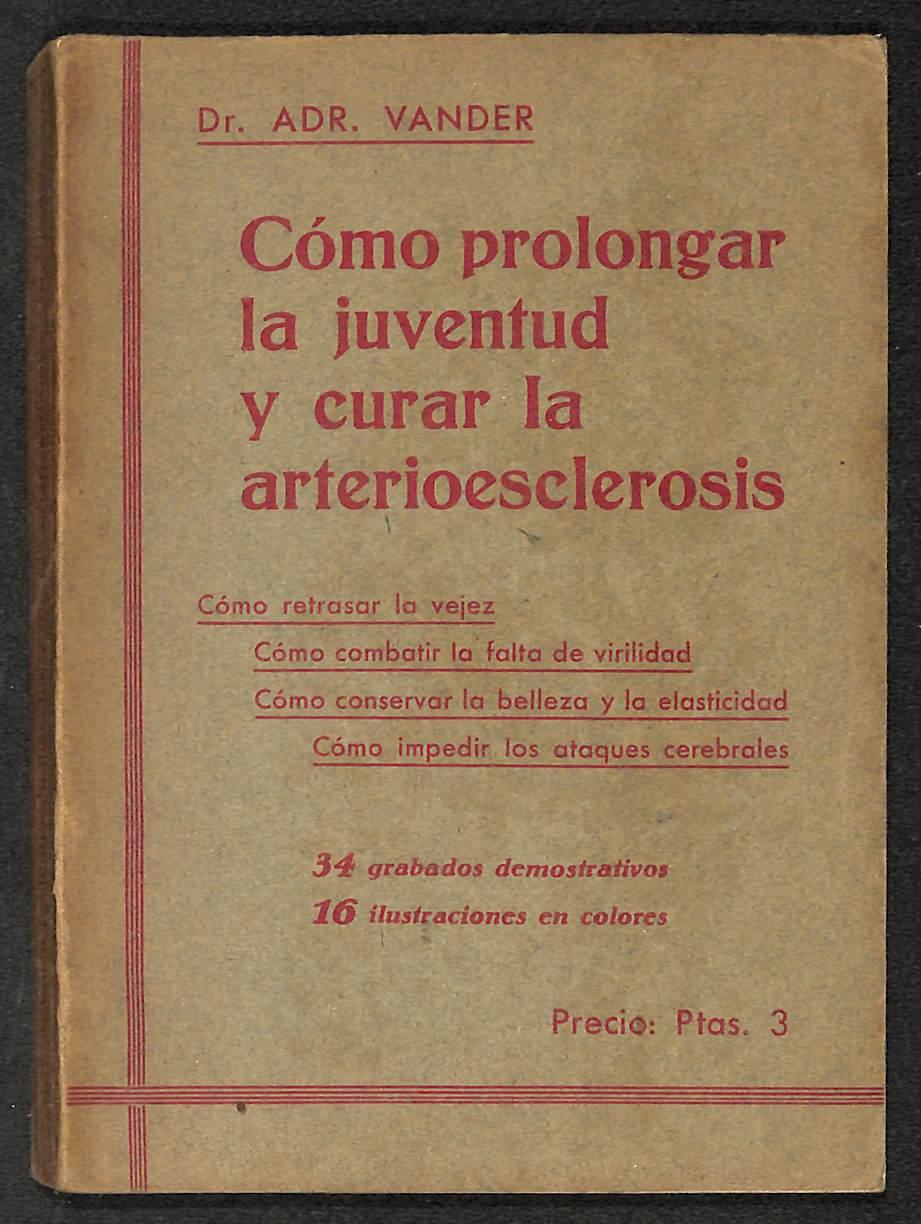 Dr. ADR. VANDER
Cómo prolongar
la juventud
y curar la
arterioesclerosis
Cómo retrasar la vejez
Cómo combatir la falta de virilidad
Cómo conservar la belleza y la elasticidad
Cómo impedir los ataques cerebrales
34 grabados demostrativos
16 ilustraciones en colores
Precio: Ptas. 3